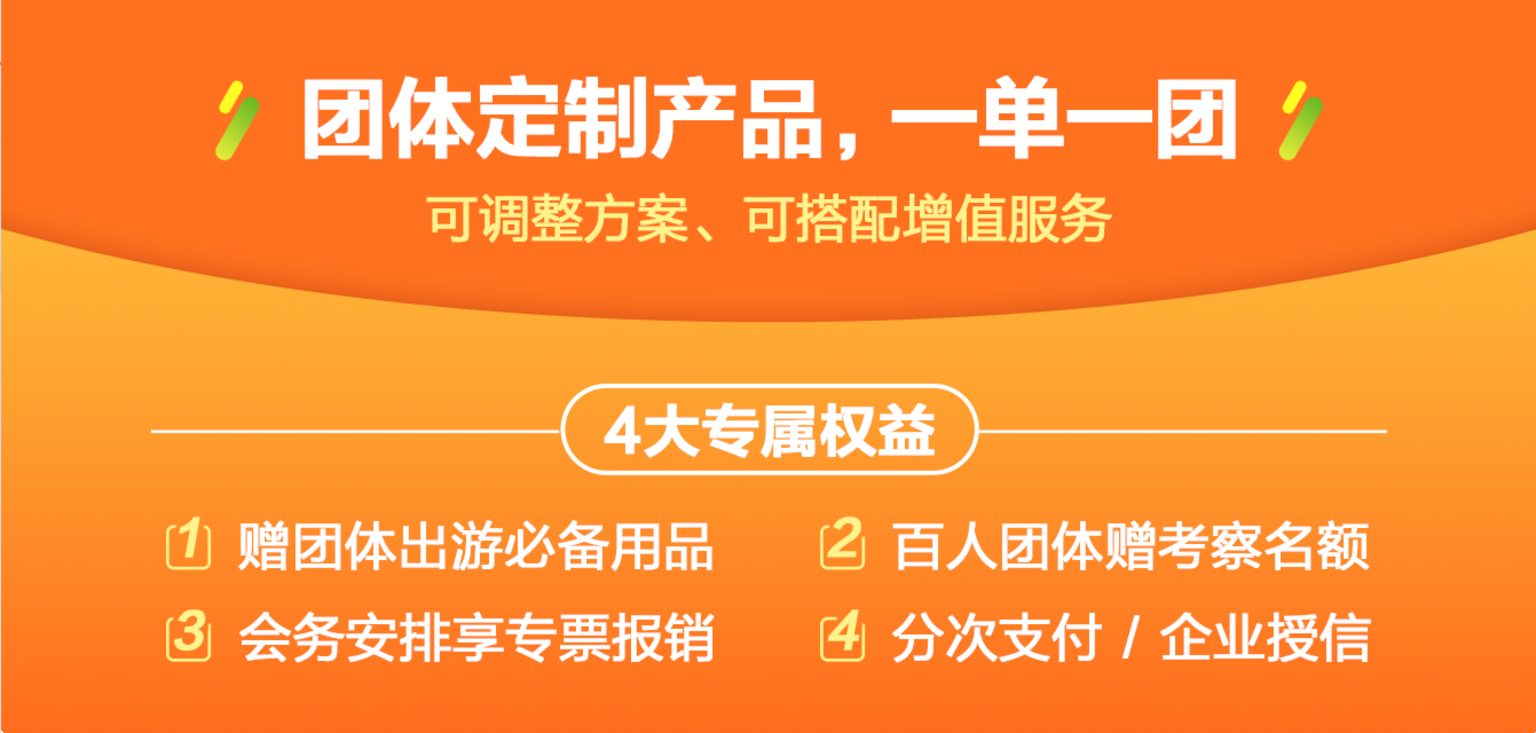 团体定制产品，一单一团
可调整方案、可搭配增值服务
4大专属权益
1 赠团体出游必备用品
2 百人团体赠考察名额
3 会务安排享专票报销
4 分次支付 / 企业授信